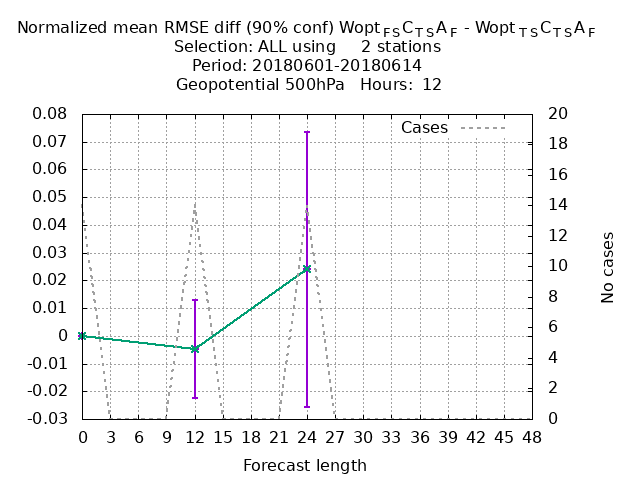 Normalized mean RMSE diff (90% conf) Wopt FS C TS A F - Wopt TS C TS A F
Selection: ALL using 2 stations
Period: 20180601-20180614
Geopotential 500hPa Hours: 12
Cases
0.08
0.07
0.06
0.05
0.04
0.03
0.02
0.01
0
-0.01
-0.02
-0.03
20
18
16
14
12
10
8
6
4
2
0
No cases
0 3 6 9 12 15 18 21 24 27 30 33 36 39 42 45 48
Forecast length